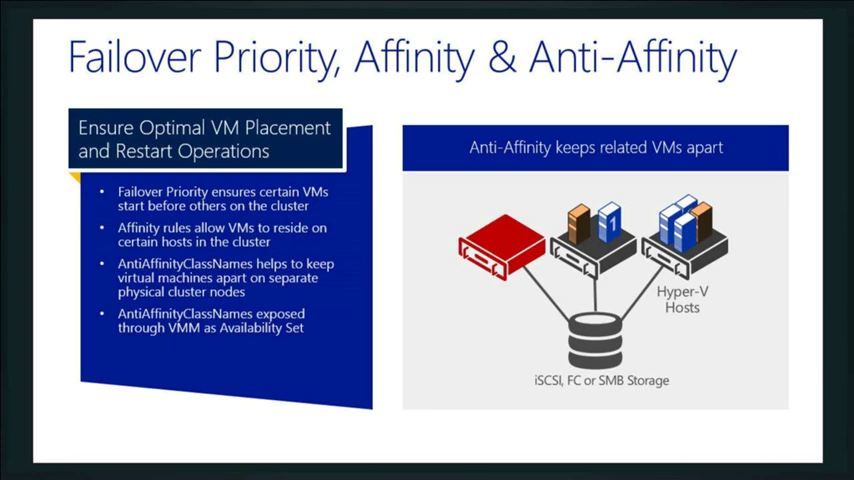 Failover Priority, Affinity & Anti-Affinity
Ensure Optimal VM Placement
and Restart Operations
• Failover Priority ensures certain VMs
start before others on the cluster
• Affinity rules allow VMs to reside on
certain hosts in the cluster
• AntiAffinityClassNames helps to keep
virtual machines apart on separate
physical cluster nodes
• AntiAffinityClassNames exposed
through VMM as Availability Set
Anti-Affinity keeps related VMs apart
1
Hyper-V
Hosts
iSCSI, FC or SMB Storage